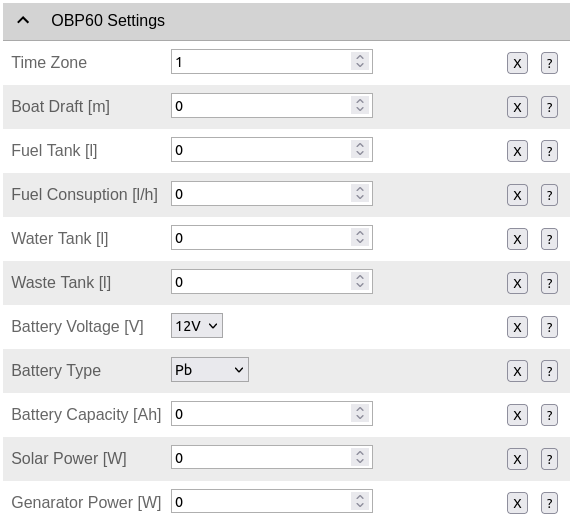 OBP60 Settings
Time Zone 1 X ?
Boat Draft [m] 0 X ?
Fuel Tank [l] 0 X ?
Fuel Consuption [l/h] 0 X ?
Water Tank [l] 0 X ?
Waste Tank [l] 0 X ?
Battery Voltage [V] 12V X ?
Battery Type Pb X ?
Battery Capacity [Ah] 0 X ?
Solar Power [W] 0 X ?
Genarator Power [W] 0 X ?